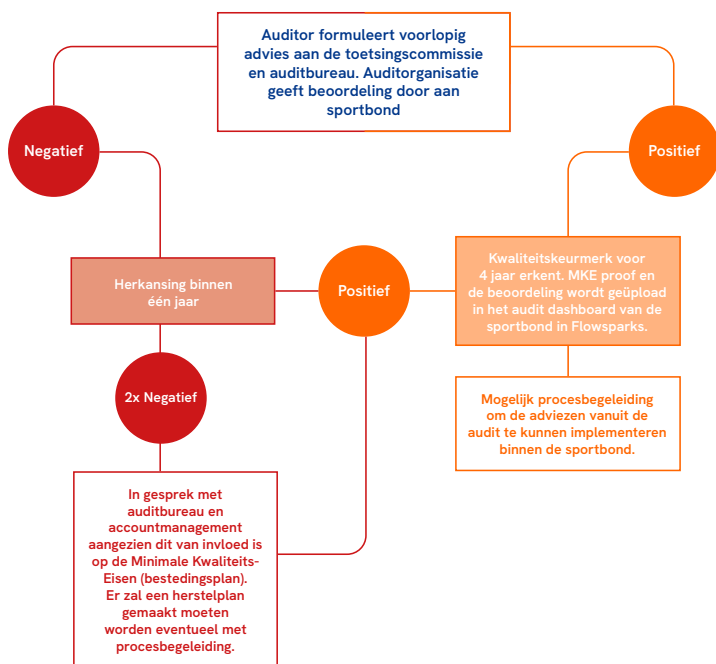 Auditor formuleert voorlopig
advies aan de toetsingscommissie
en auditbureau. Auditorganisatie
geeft beoordeling door aan
sportbond
Negatief
Positief
Herkansing binnen
één jaar
Positief
Kwaliteitskeurmerk voor
4 jaar erkent. MKE proof en
de beoordeling wordt geüpload
in het audit dashboard van de
sportbond in Flowsparks.
2x Negatief
Mogelijk procesbegeleiding
om de adviezen vanuit de
audit te kunnen implementeren
binnen de sportbond.
In gesprek met
auditbureau en
accountmanagement
aangezien dit van invloed is
op de Minimale Kwaliteits-
Eisen (bestedingsplan).
Er zal een herstelplan
gemaakt moeten
worden eventueel met
procesbegeleiding.